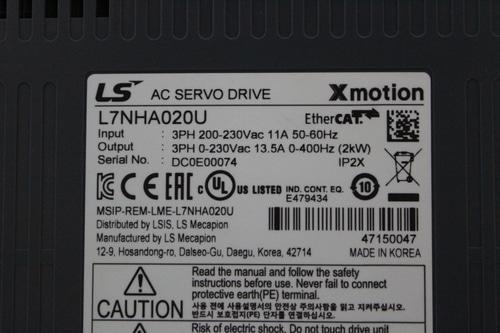 LS AC SERVO DRIVE Xmotion
L7NHA020U EtherCAT.
Input : 3PH 200-230Vac 11A 50-60Hz
Output : 3PH 0-230Vac 13.5A 0-400Hz (2kW)
Serial No. : DC0E00074 IP2X
KC CE EAC c UL US LISTED IND. CONT. EQ. 10
E479434
MSIP-REM-LME-L7NHA020U
Distributed by LSIS, LS Mecapion
Manufactured by LS Mecapion 47150047
12-9, Hosandong-ro, Dalseo-Gu, Daegu, Korea, 42714 MADE IN KOREA
Read the manual and follow the safety
instructions before use. Never fail to connect
protective earth(PE) terminal.
CAUTION
사용 전에 사용설명서의 안전상 주의사항을 읽고 지켜주십시오.
반드시 보호접지(PE) 단자를 연결하여 주십시오.
Risk of electric shock. Do not touch drive unit